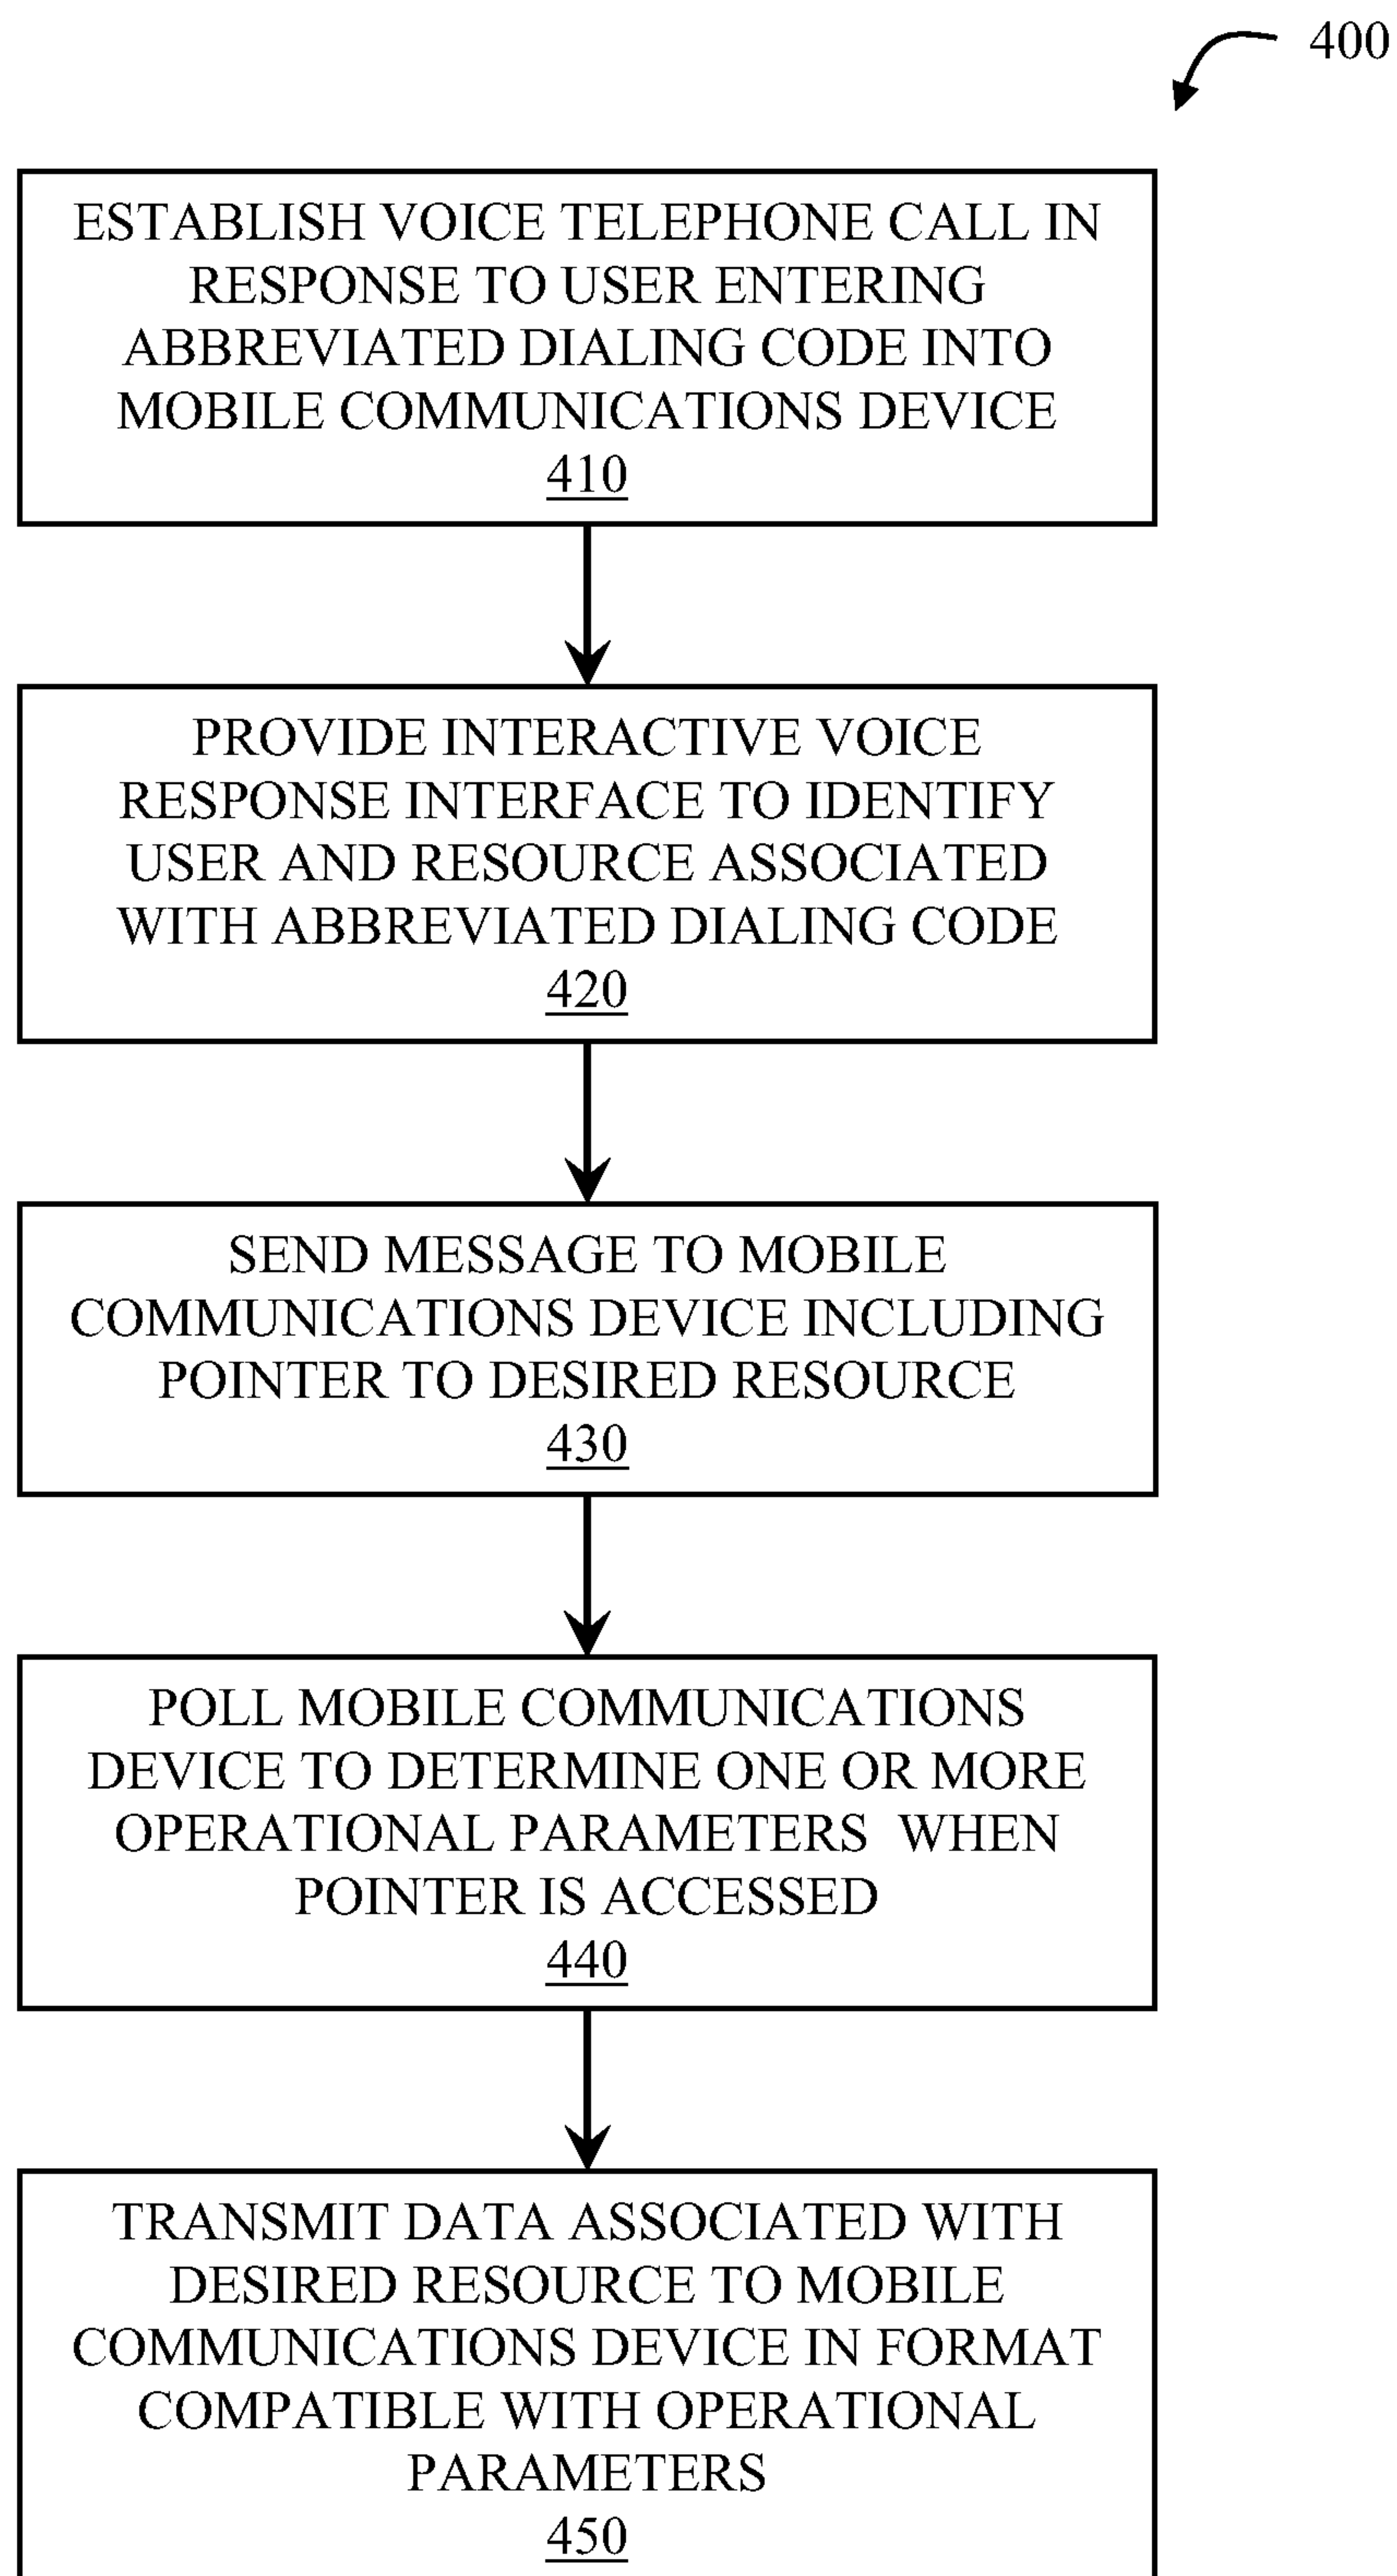 400
ESTABLISH VOICE TELEPHONE CALL IN
RESPONSE TO USER ENTERING
ABBREVIATED DIALING CODE INTO
MOBILE COMMUNICATIONS DEVICE
410
PROVIDE INTERACTIVE VOICE
RESPONSE INTERFACE TO IDENTIFY
USER AND RESOURCE ASSOCIATED
WITH ABBREVIATED DIALING CODE
420
SEND MESSAGE TO MOBILE
COMMUNICATIONS DEVICE INCLUDING
POINTER TO DESIRED RESOURCE
430
POLL MOBILE COMMUNICATIONS
DEVICE TO DETERMINE ONE OR MORE
OPERATIONAL PARAMETERS WHEN
POINTER IS ACCESSED
440
TRANSMIT DATA ASSOCIATED WITH
DESIRED RESOURCE TO MOBILE
COMMUNICATIONS DEVICE IN FORMAT
COMPATIBLE WITH OPERATIONAL
PARAMETERS
450